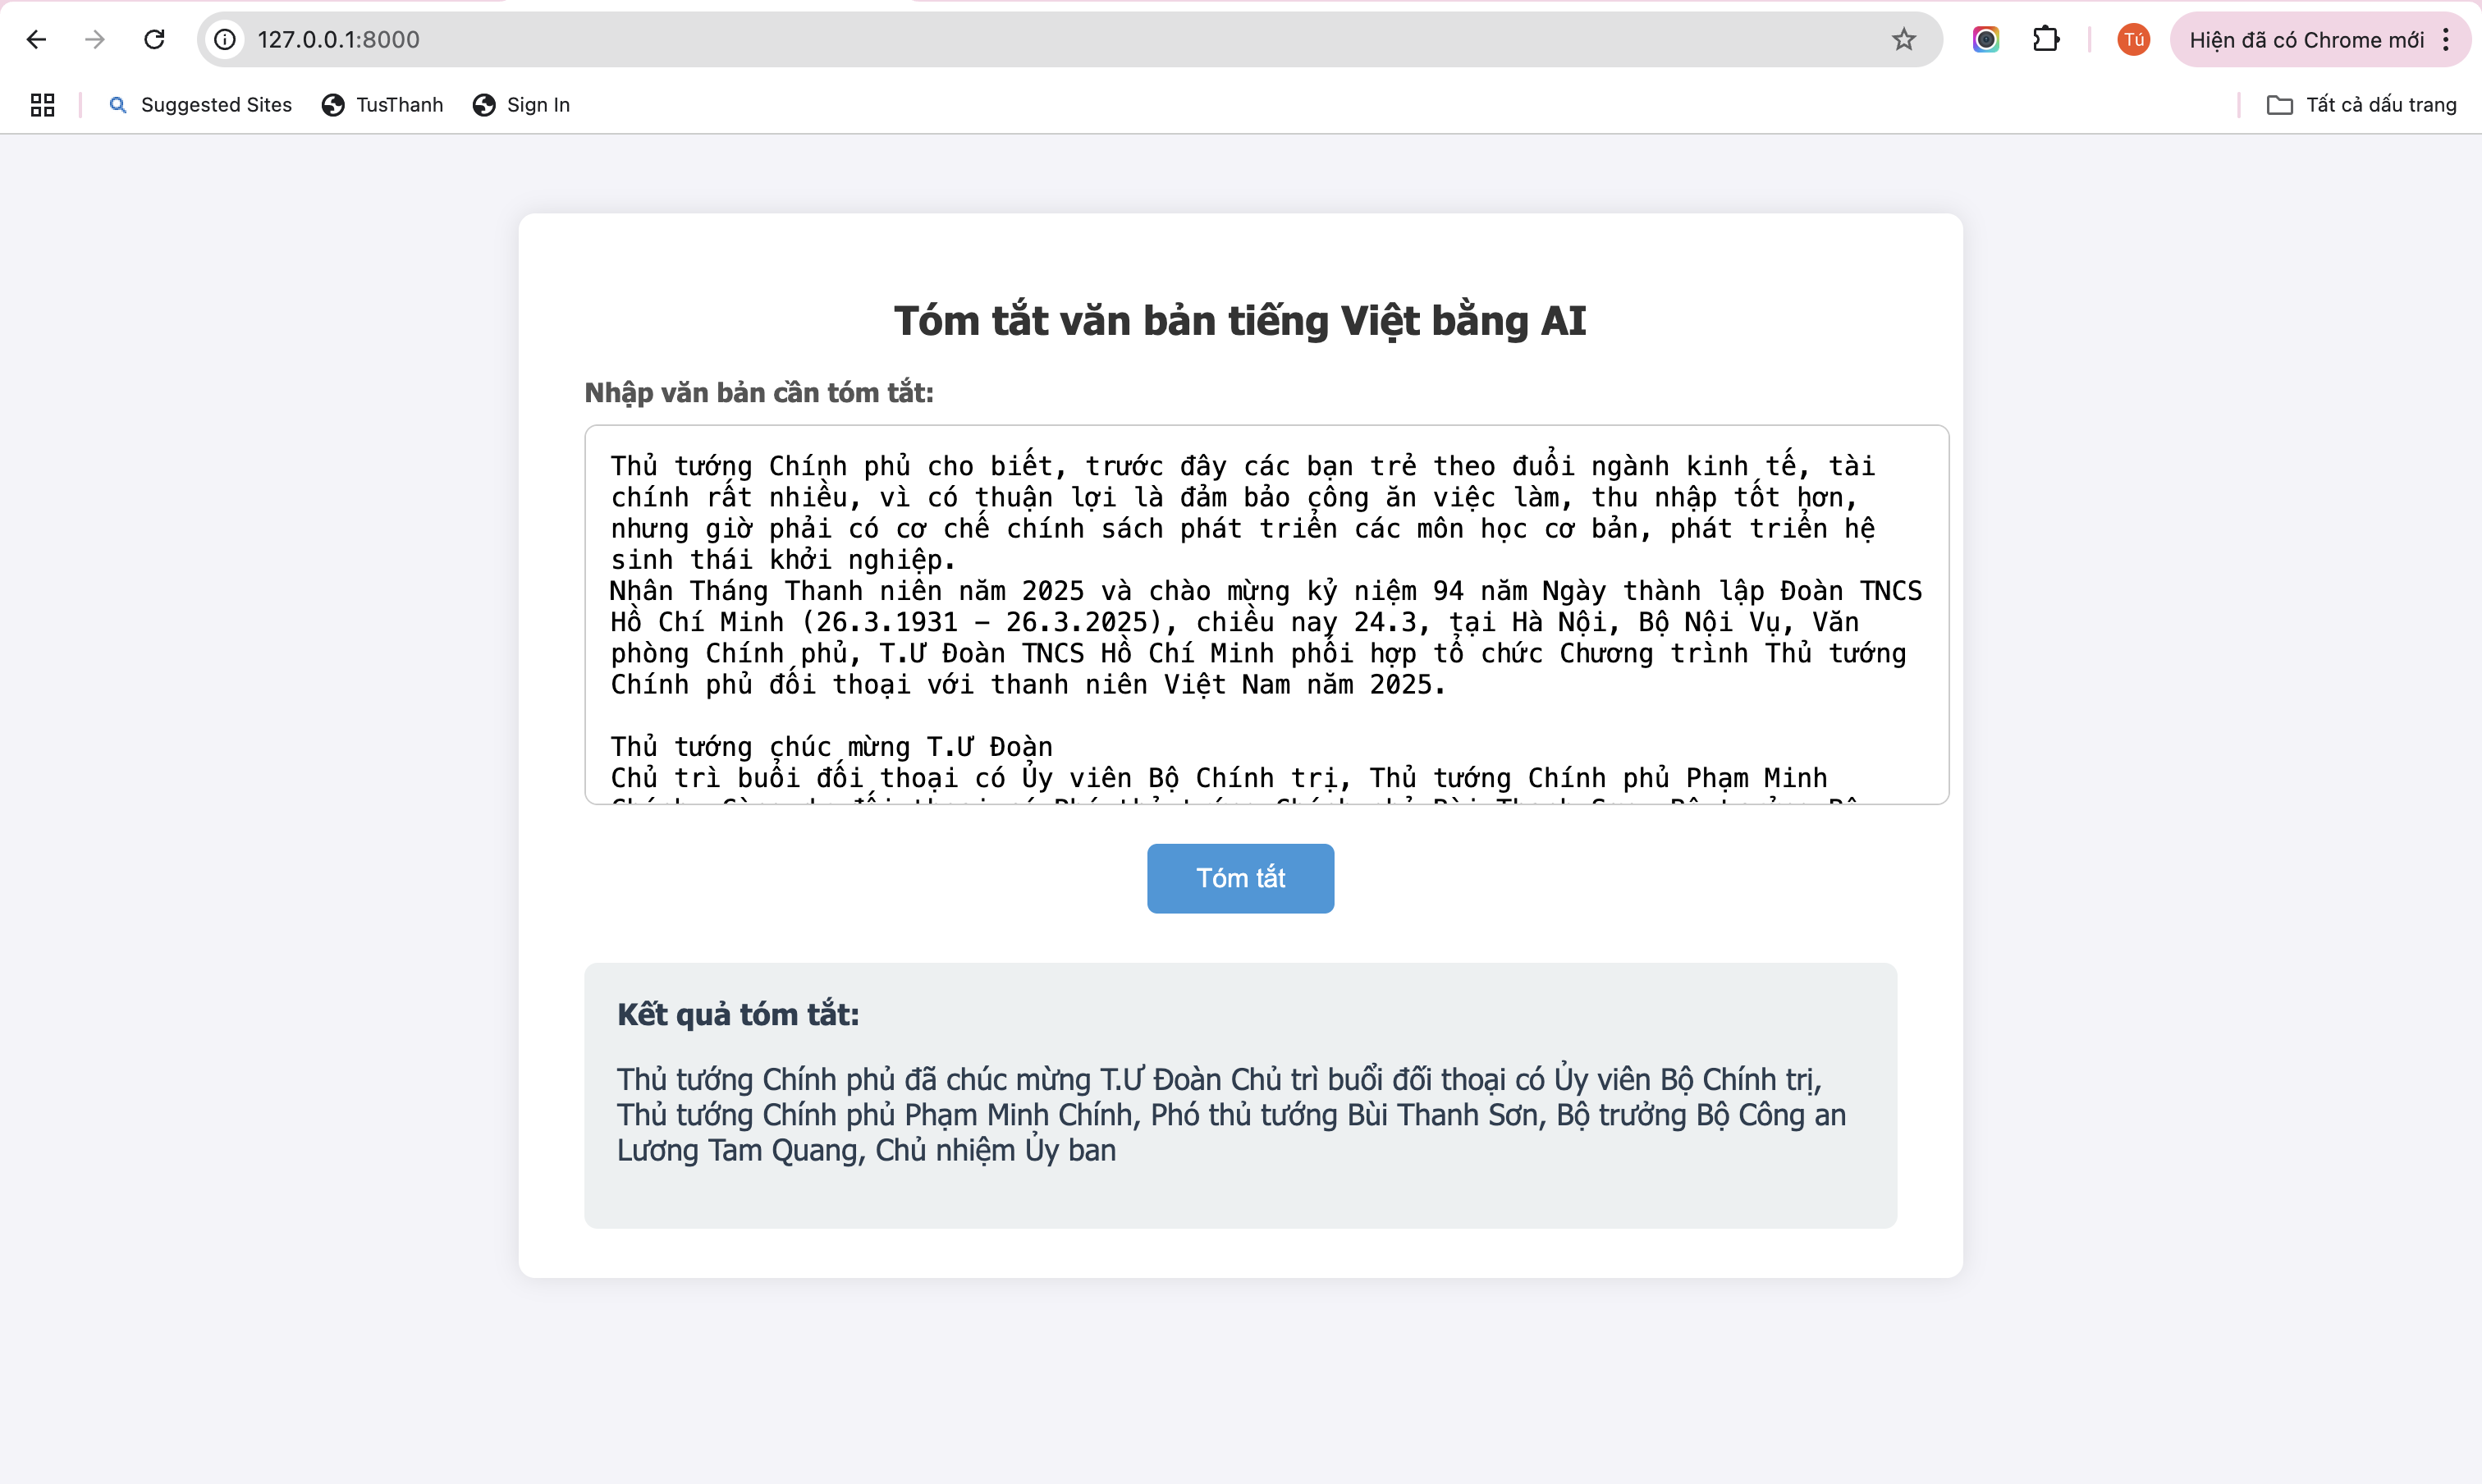 127.0.0.1:8000
Tú
Hiện đã có Chrome mới
Suggested Sites
TusThanh
Sign In
Tất cả dấu trang
Tóm tắt văn bản tiếng Việt bằng AI
Nhập văn bản cần tóm tắt:
Thủ tướng Chính phủ cho biết, trước đây các bạn trẻ theo đuổi ngành kinh tế, tài
chính rất nhiều, vì có thuận lợi là đảm bảo công ăn việc làm, thu nhập tốt hơn,
nhưng giờ phải có cơ chế chính sách phát triển các môn học cơ bản, phát triển hệ
sinh thái khởi nghiệp.
Nhân Tháng Thanh niên năm 2025 và chào mừng kỷ niệm 94 năm Ngày thành lập Đoàn TNCS
Hồ Chí Minh (26.3.1931 – 26.3.2025), chiều nay 24.3, tại Hà Nội, Bộ Nội Vụ, Văn
phòng Chính phủ, T.Ư Đoàn TNCS Hồ Chí Minh phối hợp tổ chức Chương trình Thủ tướng
Chính phủ đối thoại với thanh niên Việt Nam năm 2025.
Thủ tướng chúc mừng T.Ư Đoàn
Chủ trì buổi đối thoại có Ủy viên Bộ Chính trị, Thủ tướng Chính phủ Phạm Minh
Tóm tắt
Kết quả tóm tắt:
Thủ tướng Chính phủ đã chúc mừng T.Ư Đoàn Chủ trì buổi đối thoại có Ủy viên Bộ Chính trị,
Thủ tướng Chính phủ Phạm Minh Chính, Phó thủ tướng Bùi Thanh Sơn, Bộ trưởng Bộ Công an
Lương Tam Quang, Chủ nhiệm Ủy ban